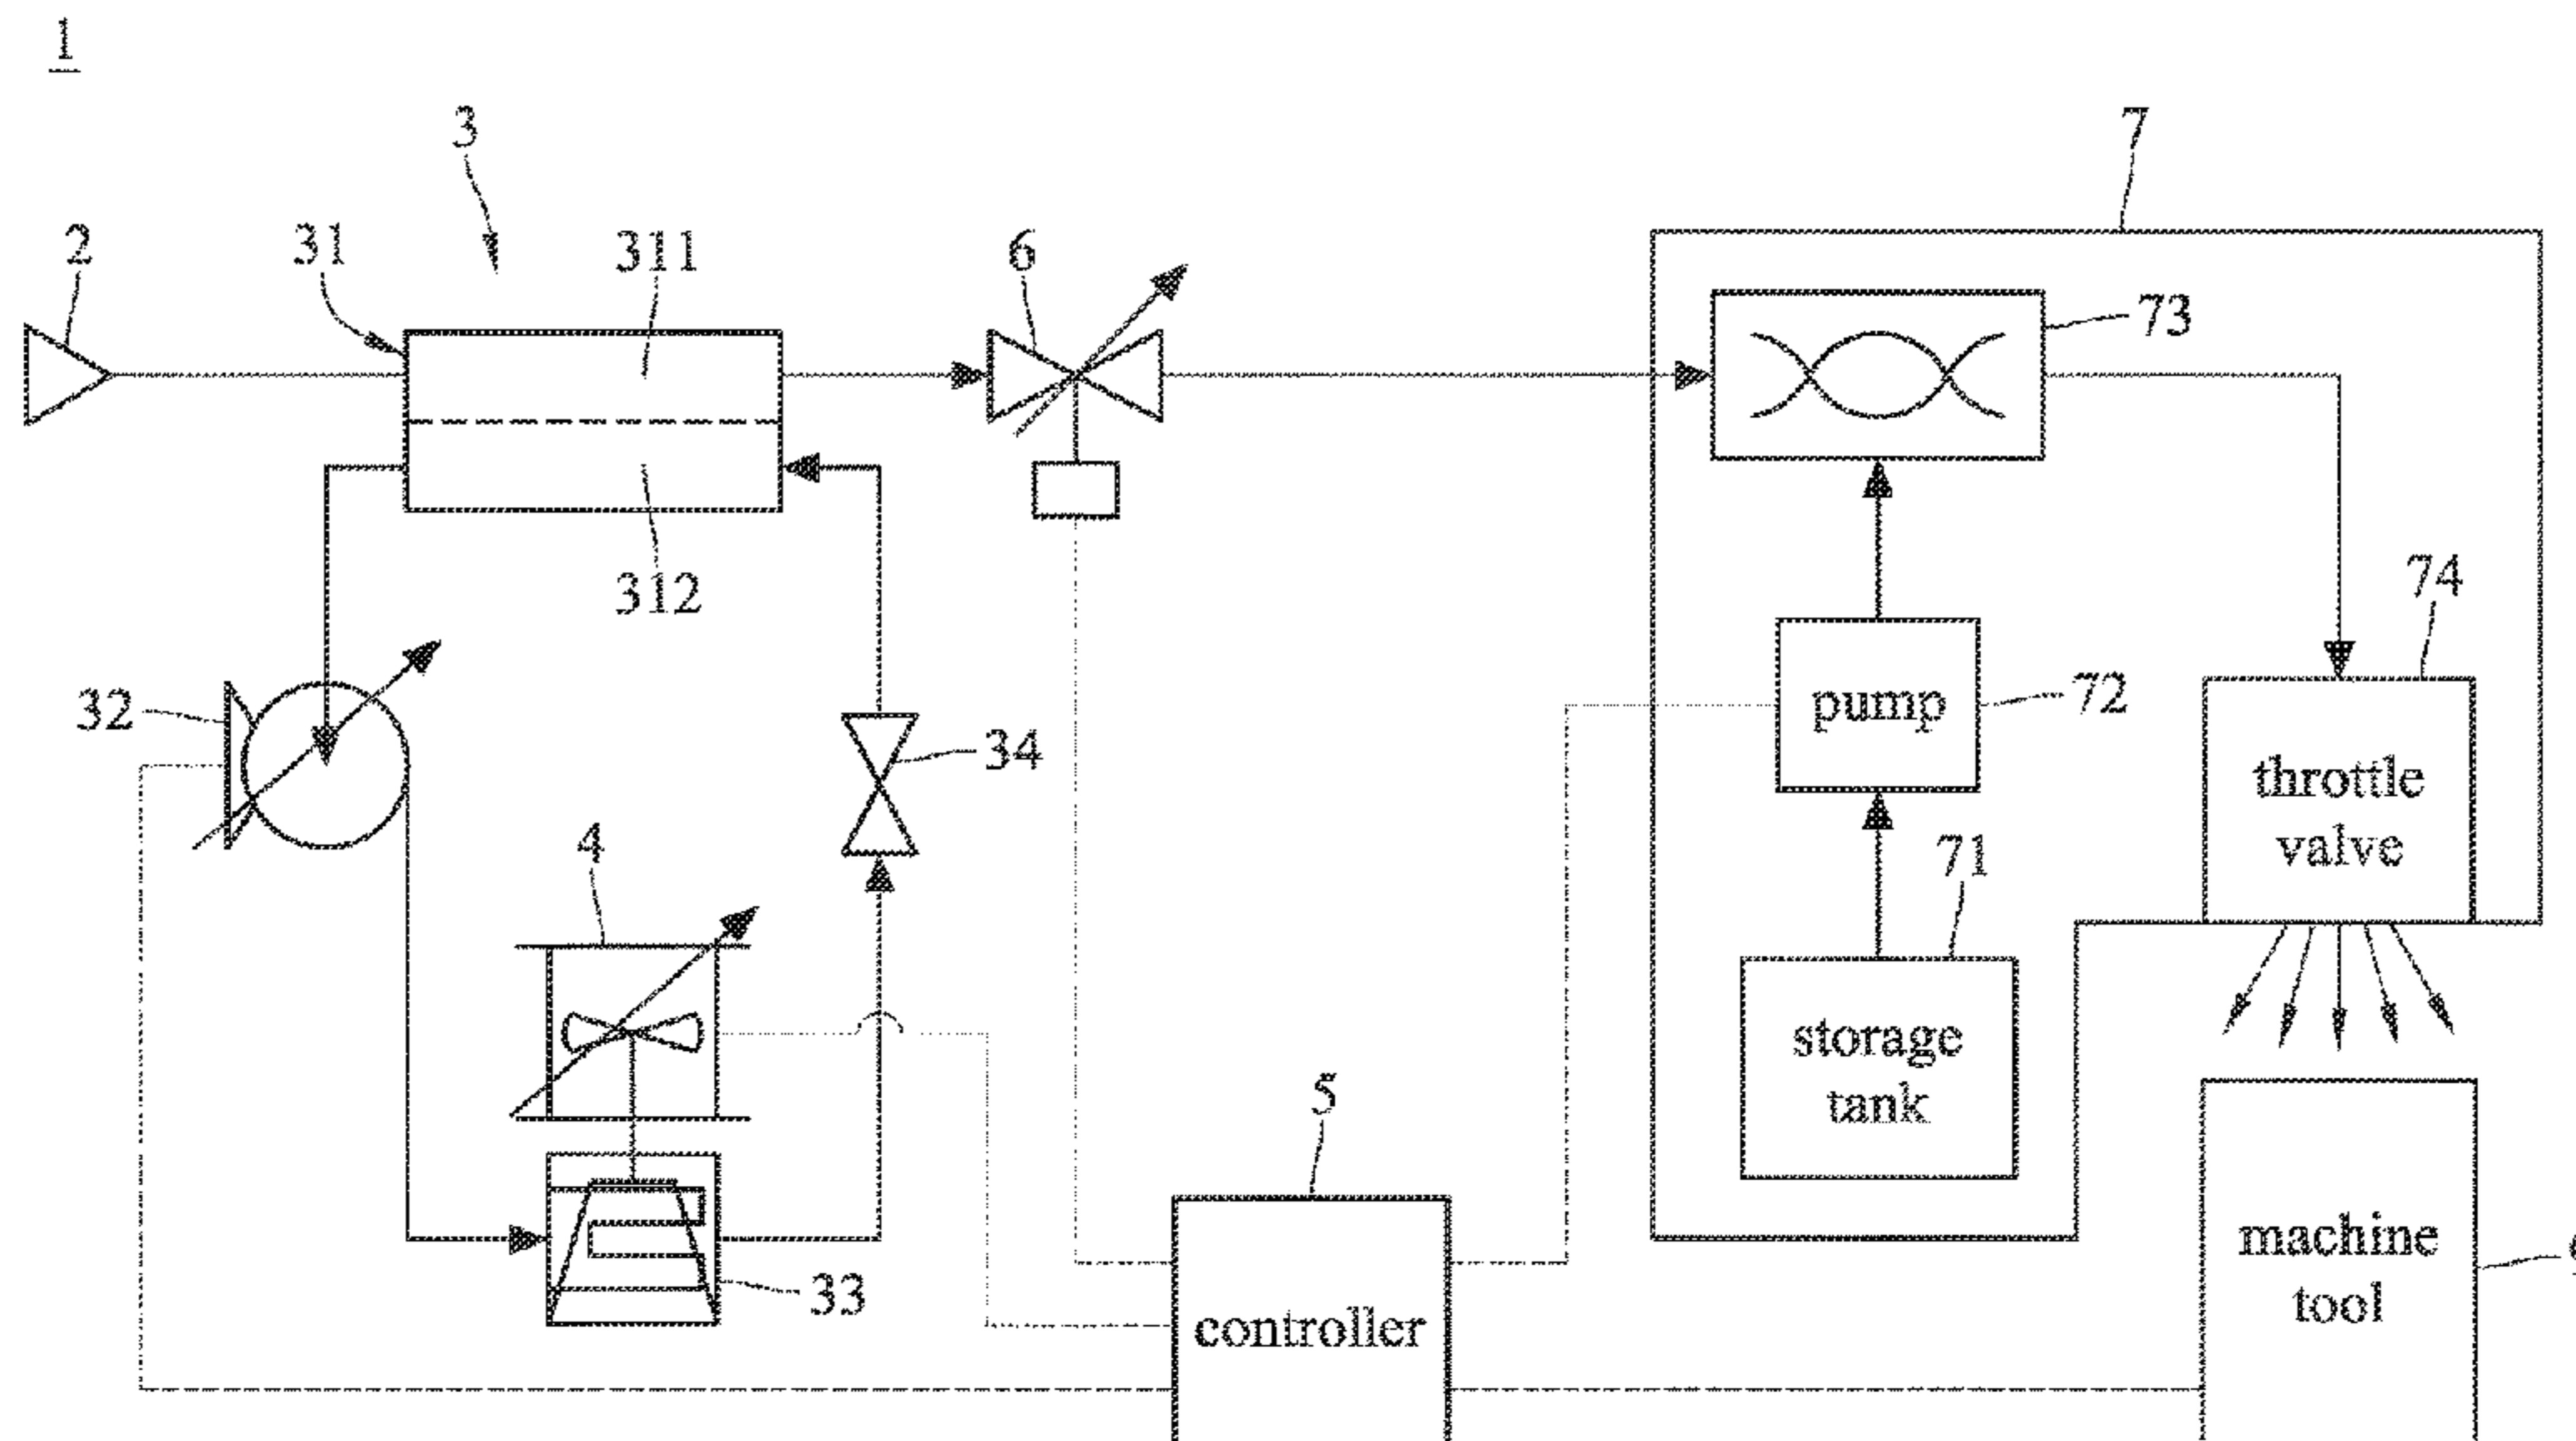 1
3
7
2
31
311
6
73
312
74
32
34
pump
72
throttle
valve
4
71
storage
tank
5
machine
tool
33
controller